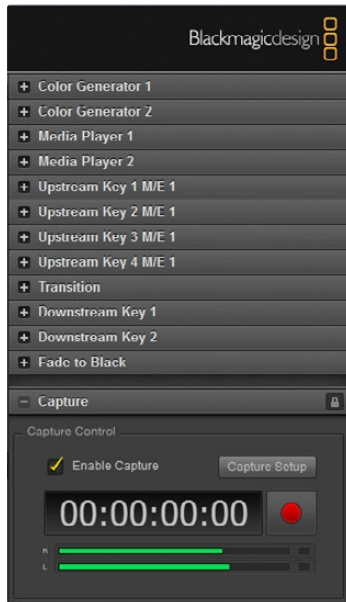 Blackmagicdesign
Color Generator 1
Color Generator 2
Media Player 1
Media Player 2
Upstream Key 1 M/E 1
Upstream Key 2 M/E 1
Upstream Key 3 M/E 1
Upstream Key 4 M/E 1
Transition
Downstream Key 1
Downstream Key 2
Fade to Black
Capture
Capture Control
Enable Capture
Capture Setup
00:00:00:00
R
L